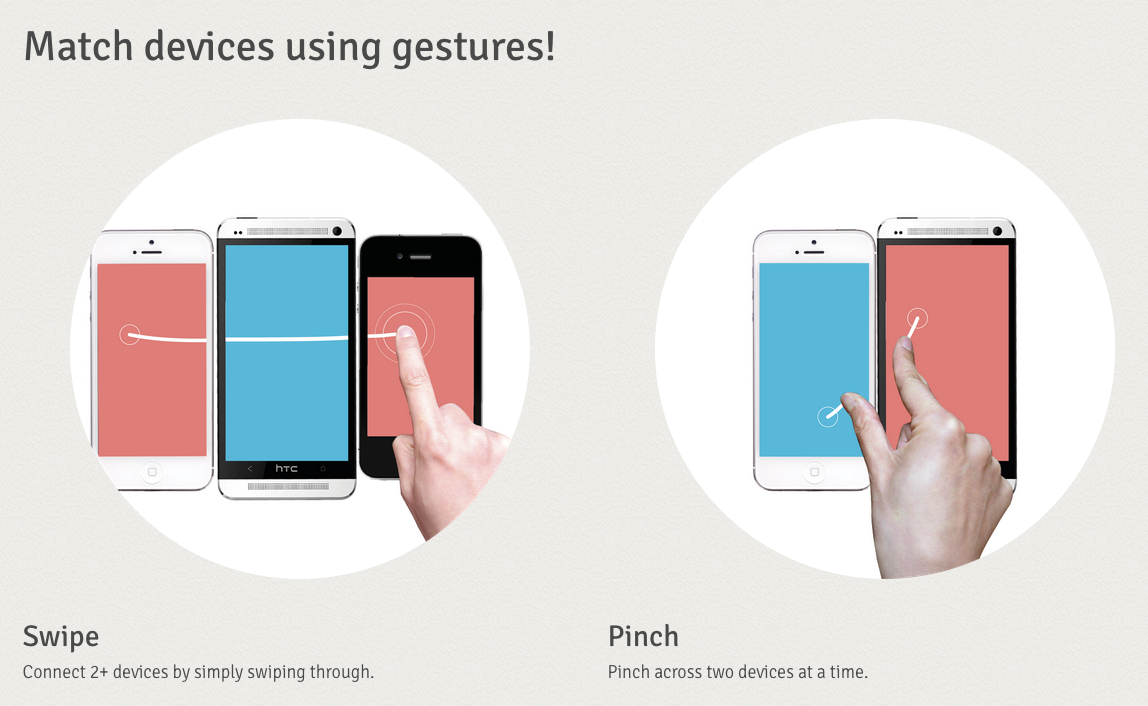 Match devices using gestures!
hTC
Swipe
Connect 2+ devices by simply swiping through.
Pinch
Pinch across two devices at a time.